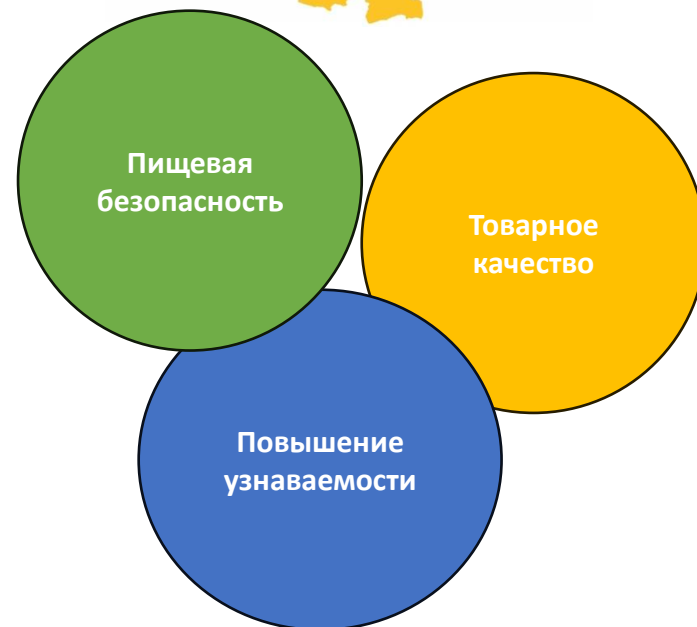 Пищевая
безопасность
Товарное
качество
Повышение
узнаваемости